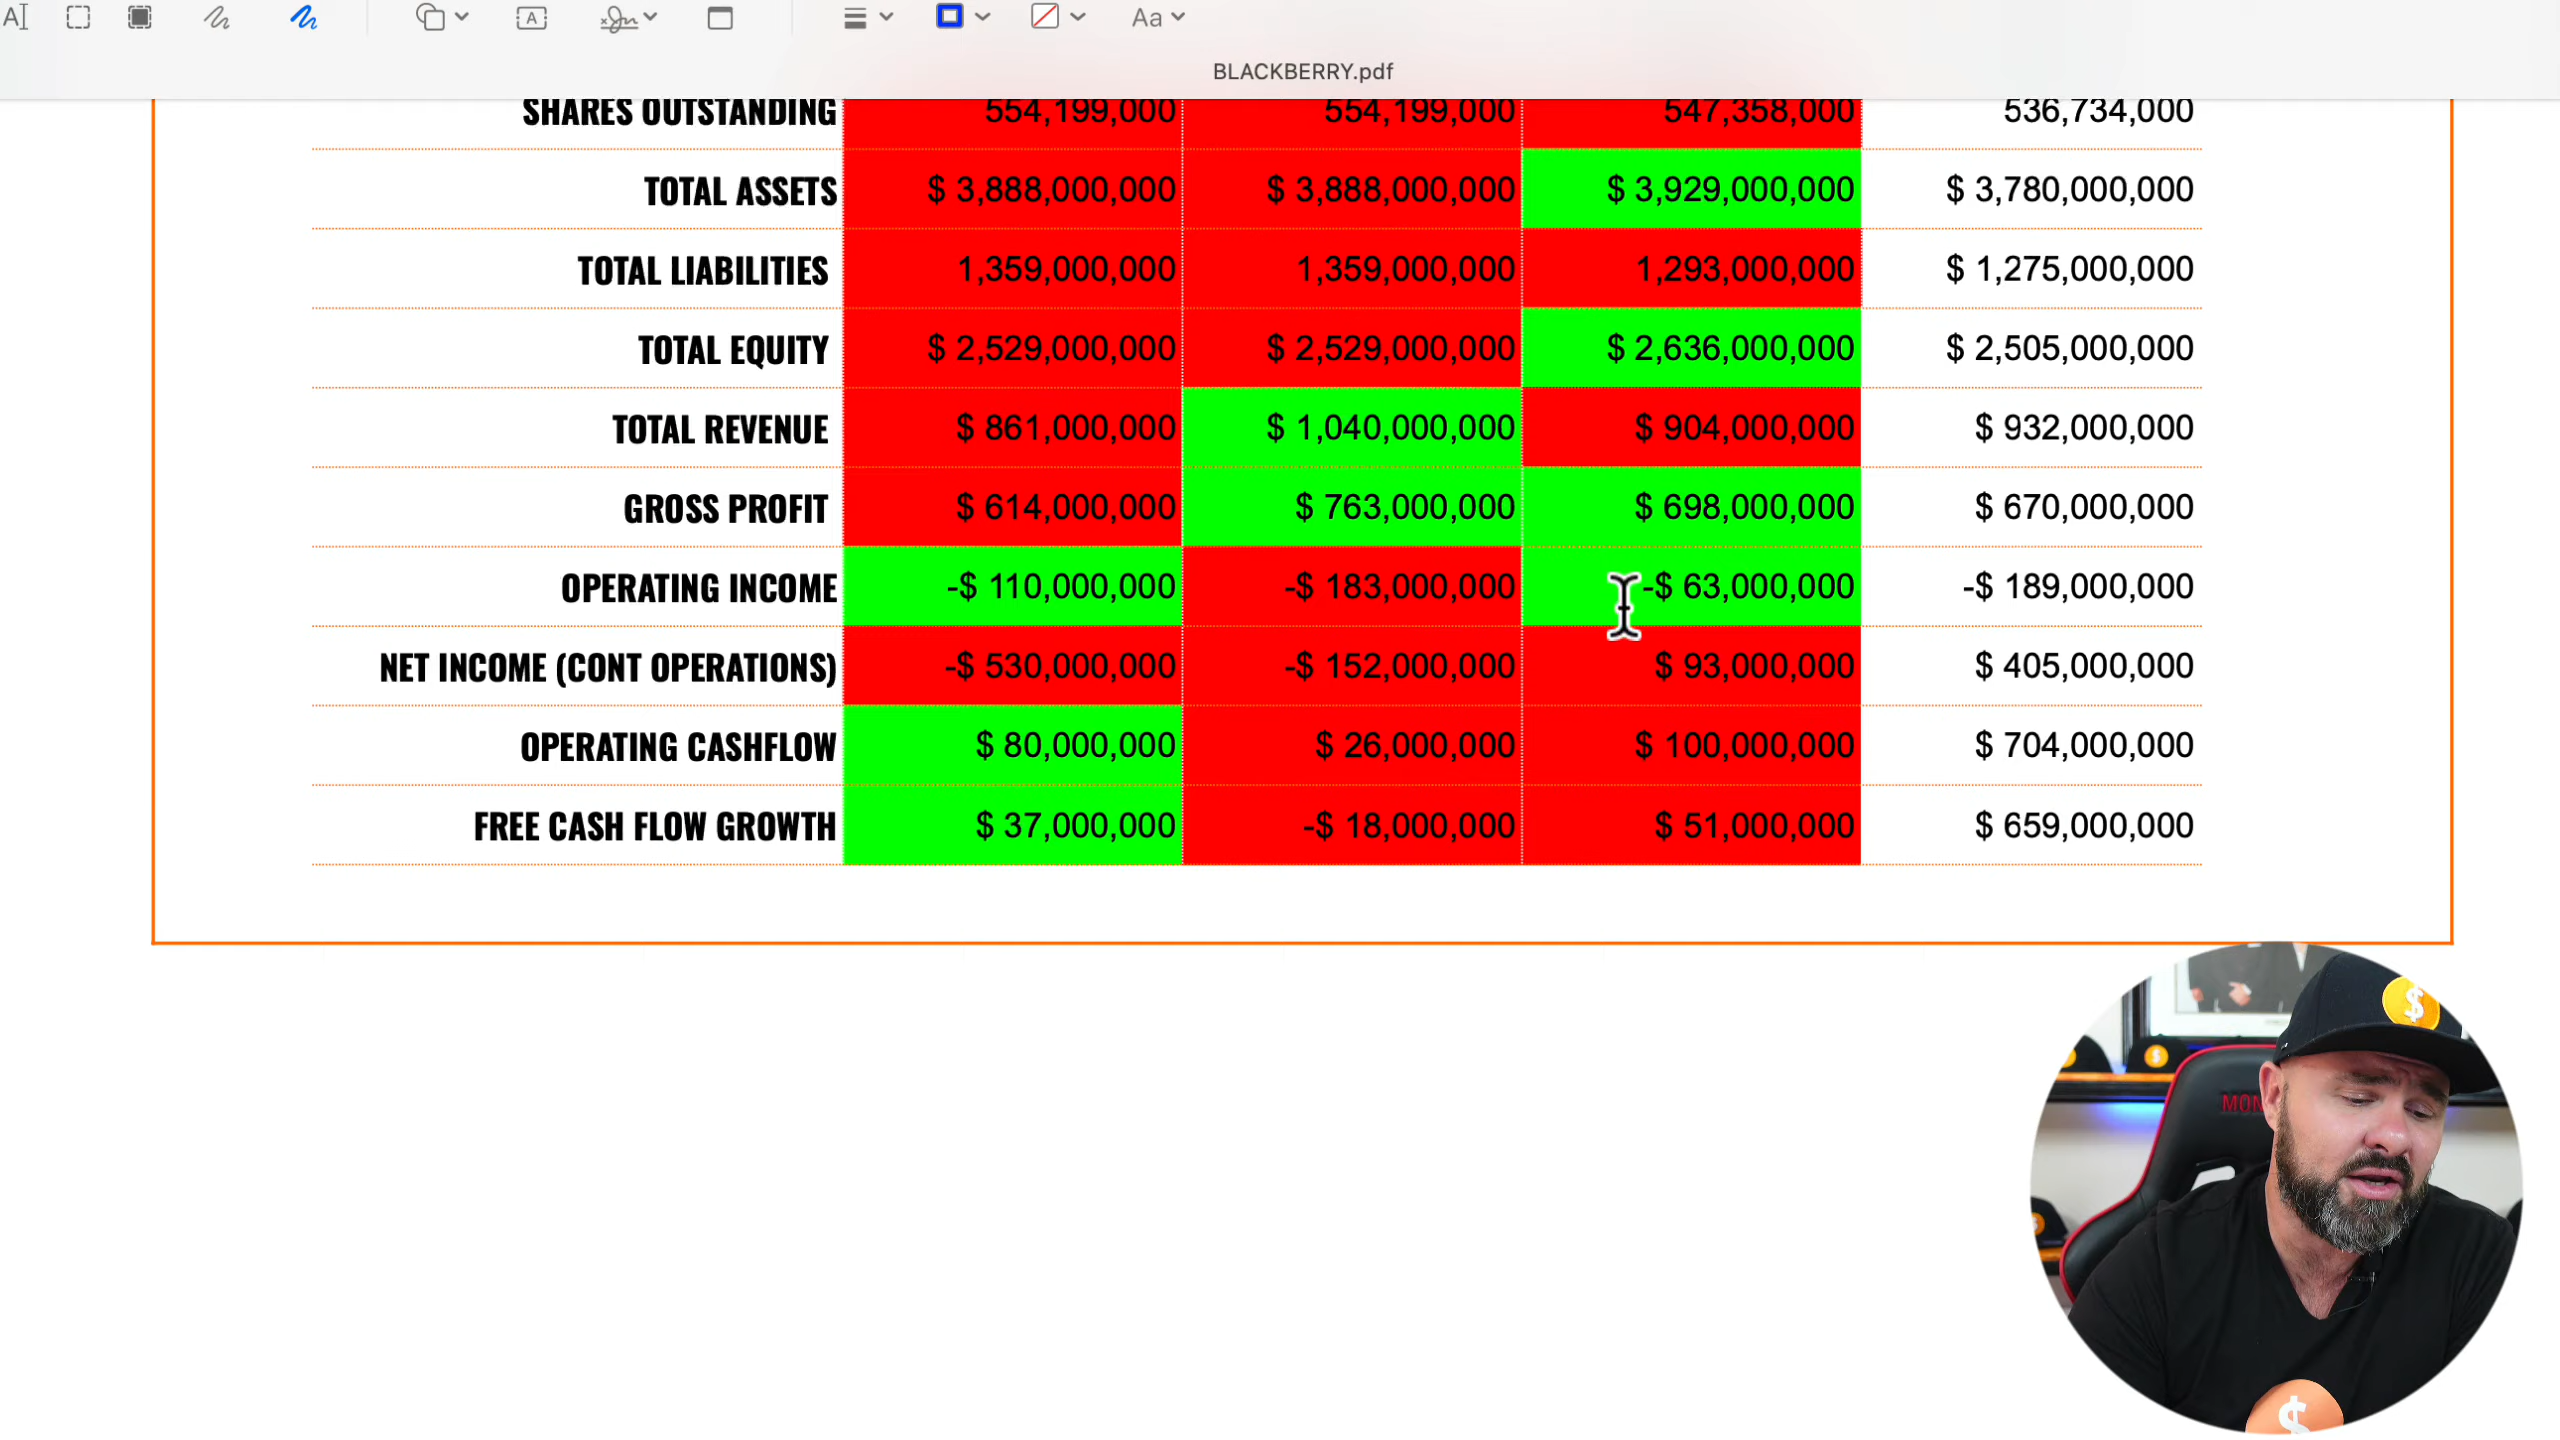 Aa
BLACKBERRY.pdf
SHARES OUTSTANDING 554,199,000 554,199,000 547,358,000 536,734,000
TOTAL ASSETS $ 3,888,000,000 $ 3,888,000,000 $ 3,929,000,000 $ 3,780,000,000
TOTAL LIABILITIES 1,359,000,000 1,359,000,000 1,293,000,000 $ 1,275,000,000
TOTAL EQUITY $ 2,529,000,000 $ 2,529,000,000 $ 2,636,000,000 $ 2,505,000,000
TOTAL REVENUE $ 861,000,000 $ 1,040,000,000 $ 904,000,000 $ 932,000,000
GROSS PROFIT $ 614,000,000 $ 763,000,000 $ 698,000,000 $ 670,000,000
OPERATING INCOME -$ 110,000,000 -$ 183,000,000 -$ 63,000,000 -$ 189,000,000
NET INCOME (CONT OPERATIONS) -$ 530,000,000 -$ 152,000,000 $ 93,000,000 $ 405,000,000
OPERATING CASHFLOW $ 80,000,000 $ 26,000,000 $ 100,000,000 $ 704,000,000
FREE CASH FLOW GROWTH $ 37,000,000 -$ 18,000,000 $ 51,000,000 $ 659,000,000
$
MON
$